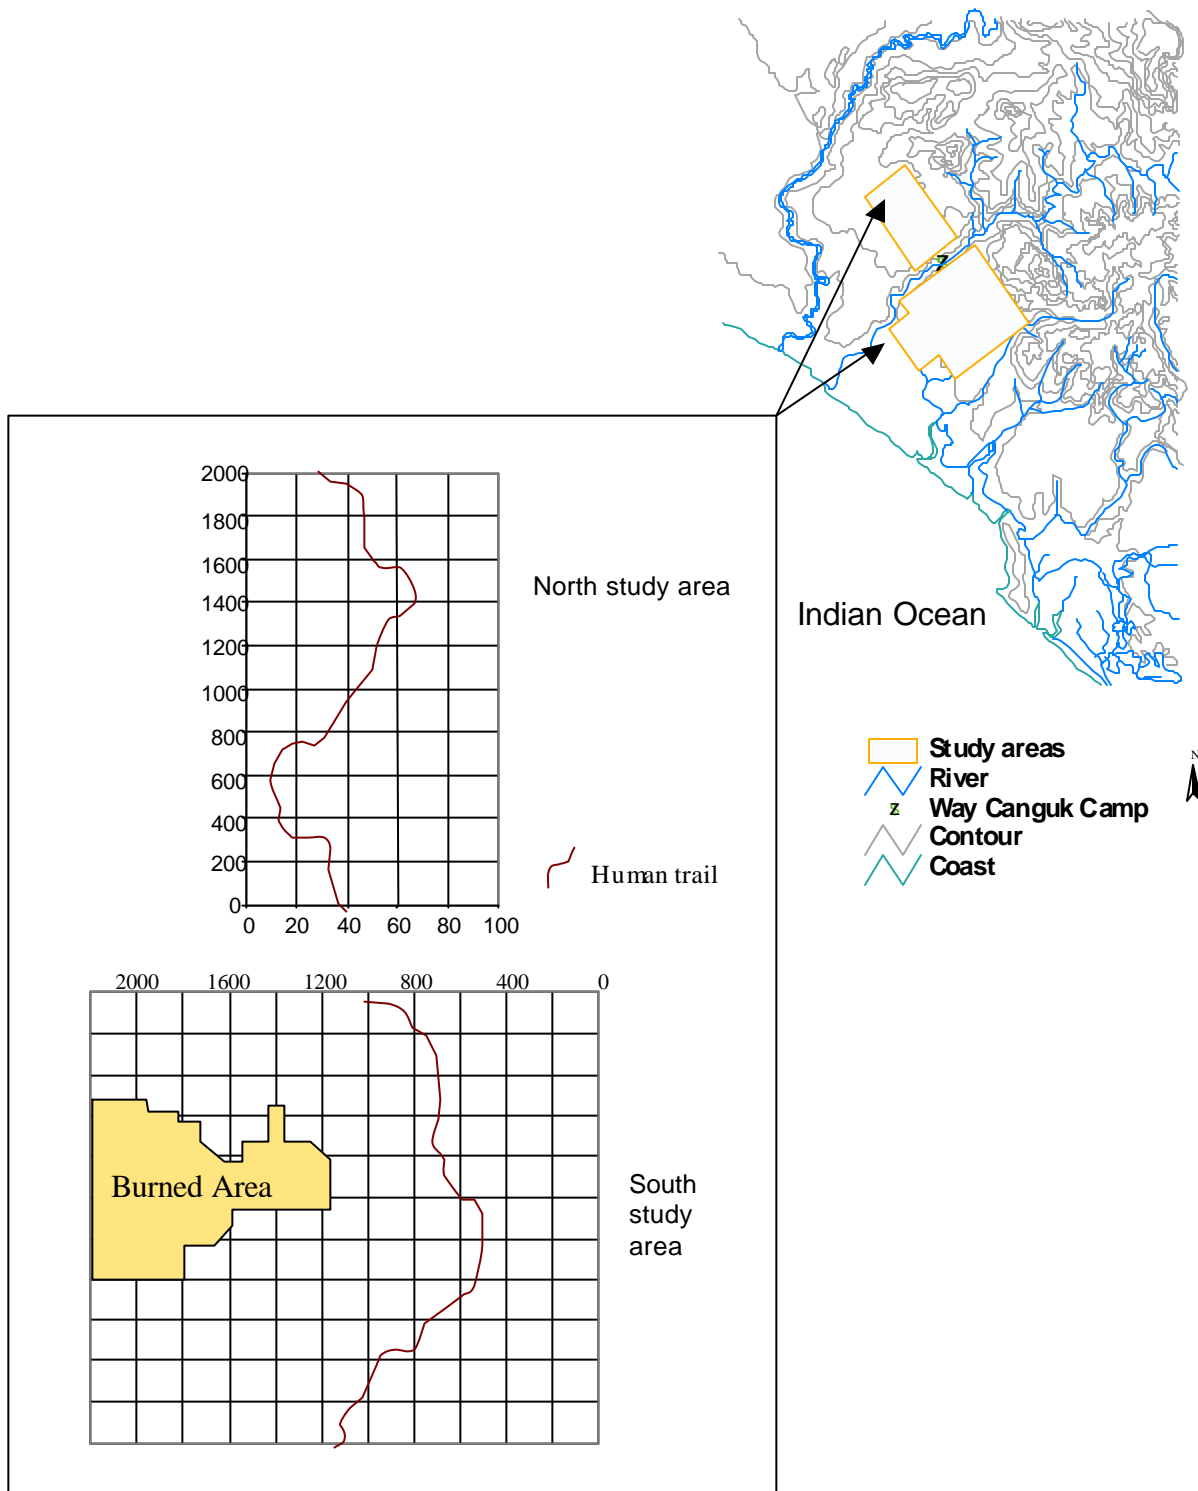 2000
1800
1600
1400
1200
1000
800
600
400
200
0
0 20 40 60 80 100
North study area
Human trail
2000 1600 1200 800 400 0
Burned Area
South
study
area
Indian Ocean
Study areas
River
Way Canguk Camp
Contour
Coast
N